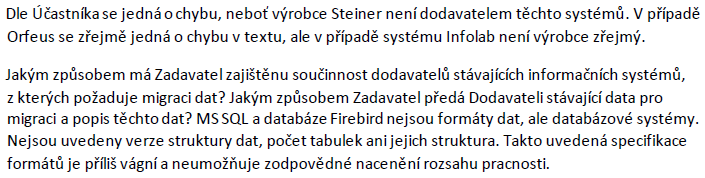 Dle Účastníka se jedná o chybu, neboť výrobce Steiner není dodavatelem těchto systémů. V případě
Orfeus se zřejmě jedná o chybu v textu, ale v případě systému Infolab není výrobce zřejmý.
Jakým způsobem má Zadavatel zajištěnu součinnost dodavatelů stávajících informačních systémů,
z kterých požaduje migraci dat? Jakým způsobem Zadavatel předá Dodavateli stávající data pro
migraci a popis těchto dat? MS SQL a databáze Firebird nejsou formáty dat, ale databázové systémy.
Nejsou uvedeny verze struktury dat, počet tabulek ani jejich struktura. Takto uvedená specifikace
formátů je příliš vágní a neumožňuje zodpovědné nacenění rozsahu pracnosti.